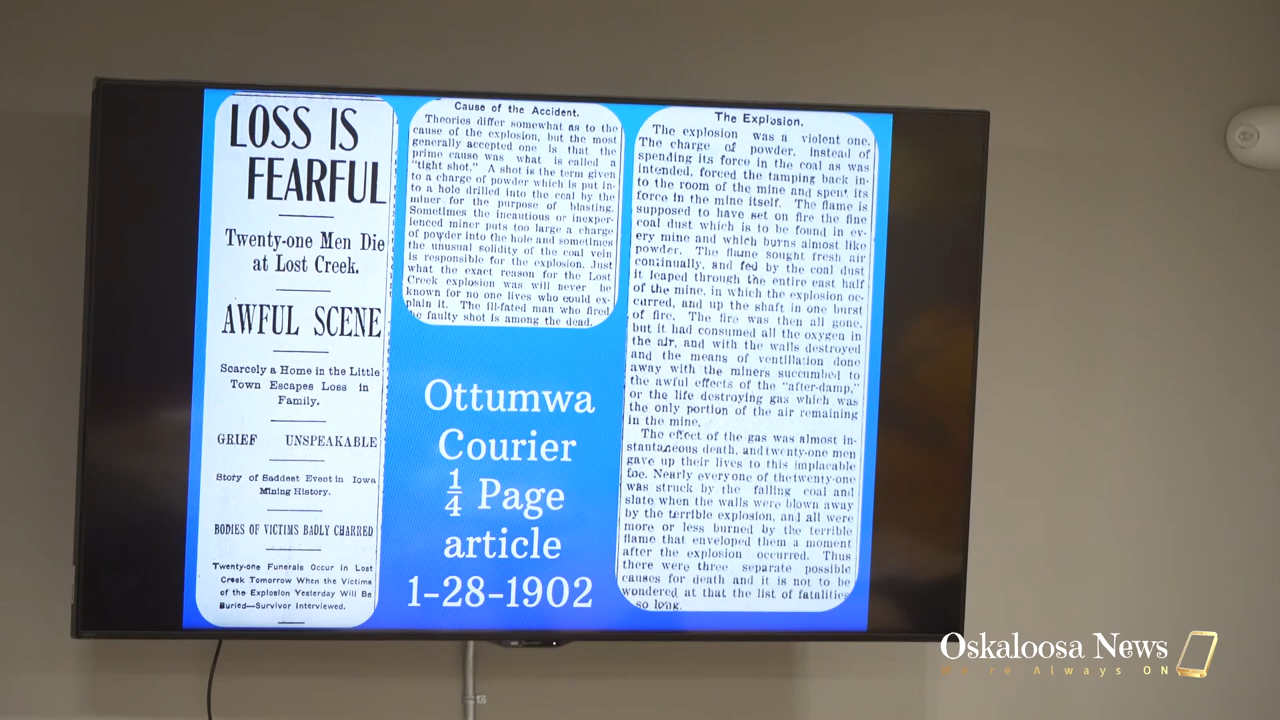 LOSS IS
FEARFUL
Twenty-one Men Die
at Lost Creek.
AWFUL SCENE
Scarcely a Home in the Little
Town Escapes Loss in
Family.
GRIEF UNSPEAKABLE
Story of Saddest Event in Iowa
Mining History.
BODIES OF VICTIMS BADLY CHARRED
Twenty-one Funerals Occur in Lost
Creek Tomorrow When the Victims
of the Explosion Yesterday Will Be
Buried—Survivor Interviewed.
Cause of the Accident.
Theories differ somewhat as to the
cause of the explosion, but the most
generally accepted one is that the
prime cause was what is called a
"tight shot." A shot is the term given
to a charge of powder which is put in-
to a hole drilled into the coal by the
miner for the purpose of blasting.
Sometimes the incautious or inexper-
ienced miner puts too large a charge
of powder into the hole and sometimes
the unusual solidity of the coal vein
is responsible for the explosion. Just
what the exact reason for the Lost
Creek explosion was will never be
known for no one lives who could ex-
plain it. The ill-fated man who fired
the faulty shot is among the dead.
Ottumwa
Courier
1/4 Page
article
1-28-1902
The Explosion.
The explosion was a violent one.
The charge of powder, instead of
spending its force in the coal as was
intended, forced the tamping back in-
to the room of the mine and spent its
force in the mine itself. The flame is
supposed to have set on fire the fine
coal dust which is to be found in ev-
ery mine and which burns almost like
powder. The flame sought fresh air
continually, and fed by the coal dust
it leaped through the entire east half
of the mine, in which the explosion oc-
curred, and up the shaft in one burst
of fire. The fire was then all gone,
but it had consumed all the oxygen in
the air, and with the walls destroyed
and the means of ventillation done
away with the miners succumbed to
the awful effects of the "after-damp,"
or the life destroying gas which was
the only portion of the air remaining
in the mine.
The effect of the gas was almost in-
stantaneous death, and twenty-one men
gave up their lives to this implacable
foe. Nearly every one of the twenty-one
was struck by the falling coal and
slate when the walls were blown away
by the terrible explosion, and all were
more or less burned by the terrible
flame that enveloped them a moment
after the explosion occurred. Thus
there were three separate possible
causes for death and it is not to be
wondered at that the list of fatalities
so long.
Oskaloosa News
We're Always ON